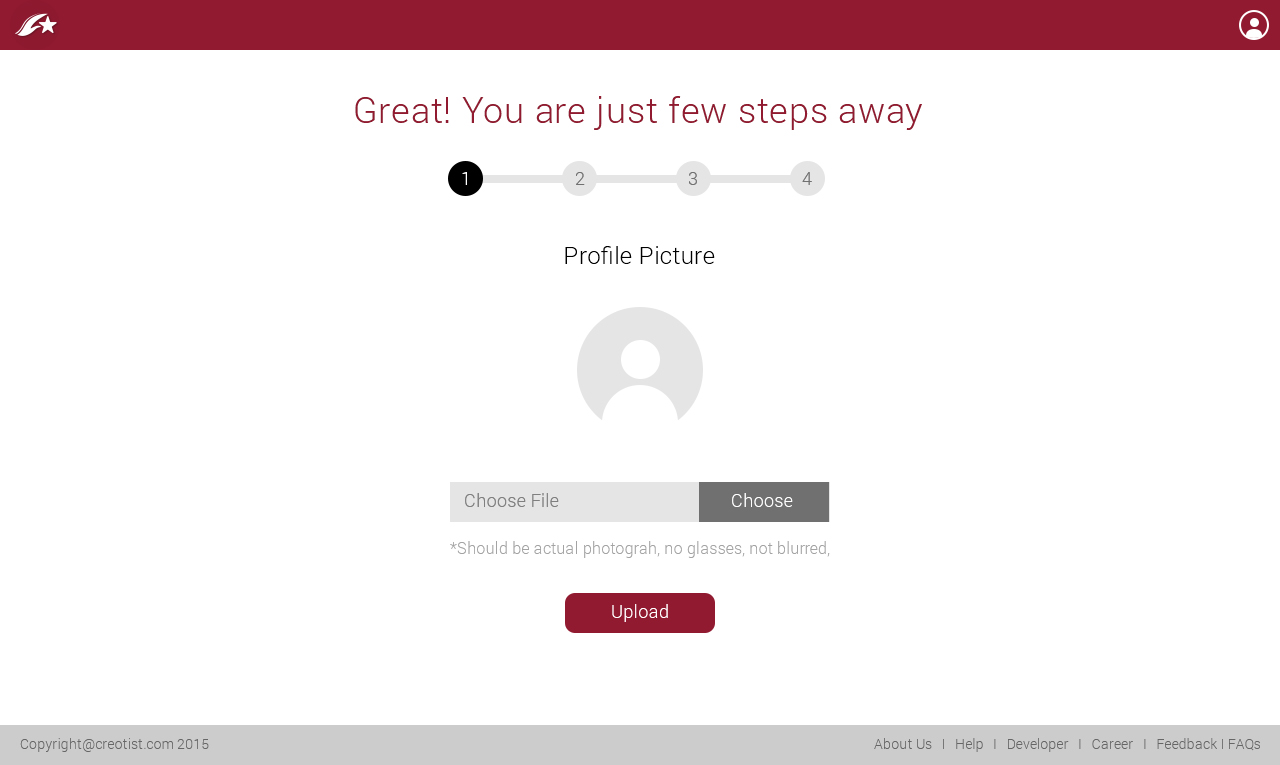 Great! You are just few steps away
1 2 3 4
Profile Picture
Choose File Choose
*Should be actual photograh, no glasses, not blurred,
Upload
Copyright@creotist.com 2015 About Us I Help I Developer I Career I Feedback I FAQs